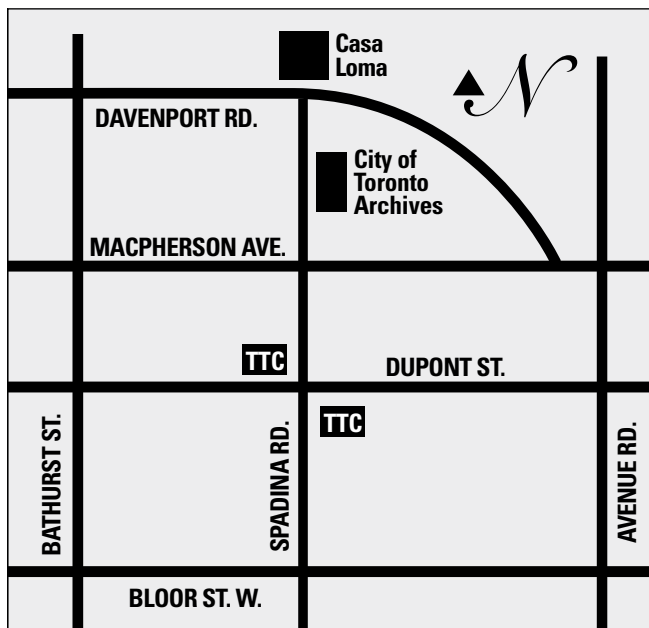 Casa
Loma
N
DAVENPORT RD.
City of
Toronto
Archives
MACPHERSON AVE.
TTC
DUPONT ST.
TTC
BATHURST ST.
SPADINA RD.
AVENUE RD.
BLOOR ST. W.